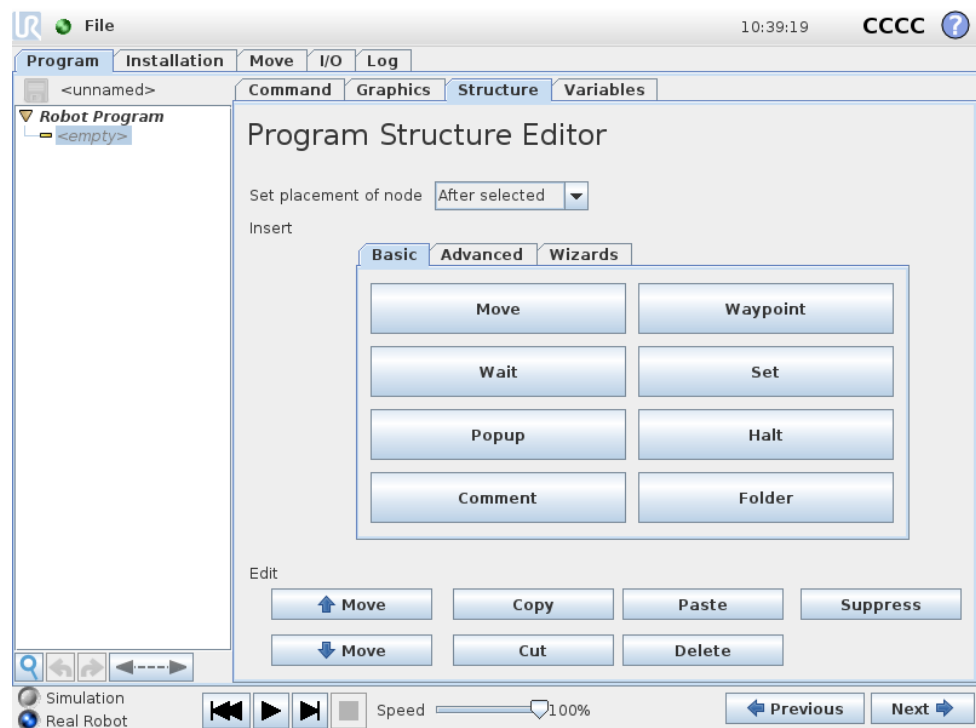 UR File 10:39:19 CCCC ?
Program Installation Move I/O Log
<unnamed> Command Graphics Structure Variables
Robot Program
<empty>
Program Structure Editor
Set placement of node After selected
Insert
Basic Advanced Wizards
Move Waypoint
Wait Set
Popup Halt
Comment Folder
Edit
Move Copy Paste Suppress
Move Cut Delete
Simulation
Real Robot
Speed 100% Previous Next